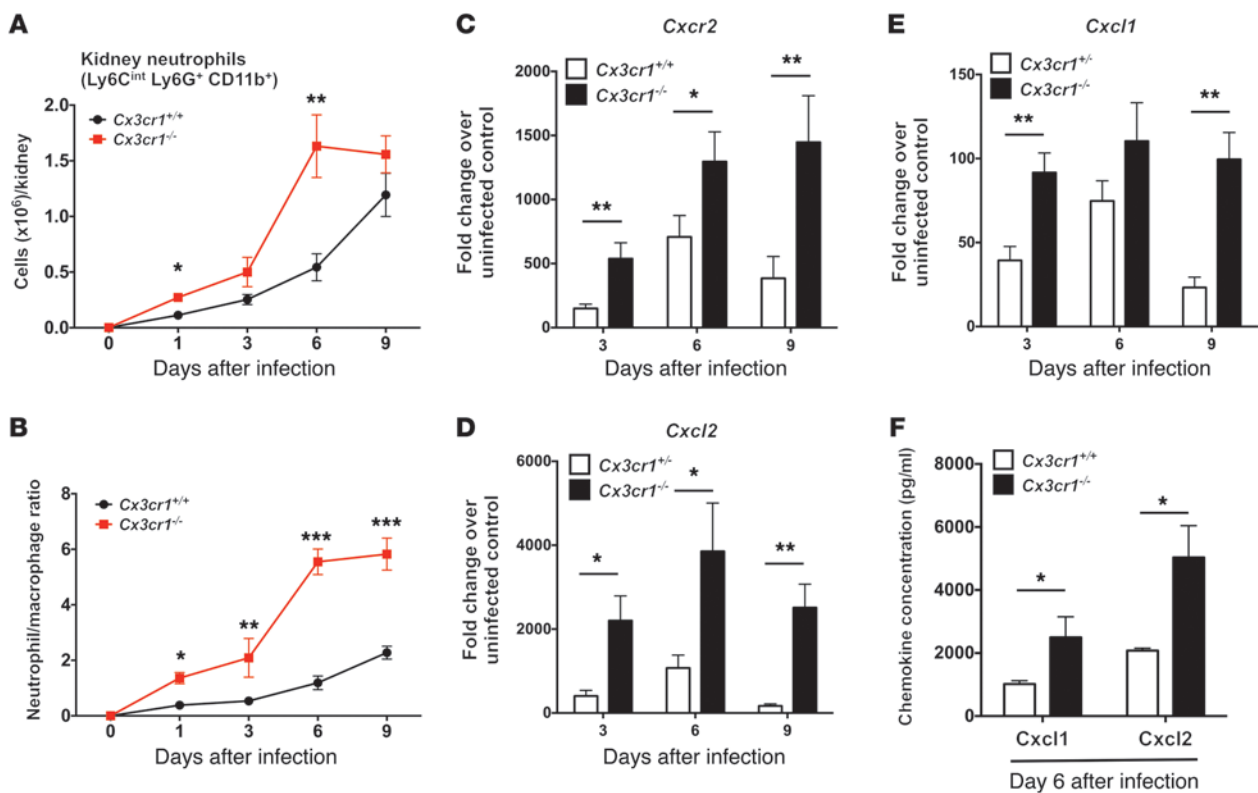 A
Kidney neutrophils
(Ly6C^int Ly6G^+ CD11b^+)
Cx3cr1^+/+
Cx3cr1^-/-
Cells (x10^6)/kidney
2.0
1.5
1.0
0.5
0.0
*
**
0 1 3 6 9
Days after infection
B
Cx3cr1^+/+
Cx3cr1^-/-
Neutrophil/macrophage ratio
8
6
4
2
0
* ** *** ***
0 1 3 6 9
Days after infection
C
Cxcr2
Cx3cr1^+/+
Cx3cr1^-/-
Fold change over
uninfected control
2000
1500
1000
500
0
** * **
3 6 9
Days after infection
D
Cxcl2
Cx3cr1^+/-
Cx3cr1^-/-
Fold change over
uninfected control
6000
4000
2000
0
* * **
3 6 9
Days after infection
E
Cxcl1
Cx3cr1^+/-
Cx3cr1^-/-
Fold change over
uninfected control
150
100
50
0
** **
3 6 9
Days after infection
F
Cx3cr1^+/+
Cx3cr1^-/-
Chemokine concentration (pg/ml)
8000
6000
4000
2000
0
* *
Cxcl1 Cxcl2
Day 6 after infection